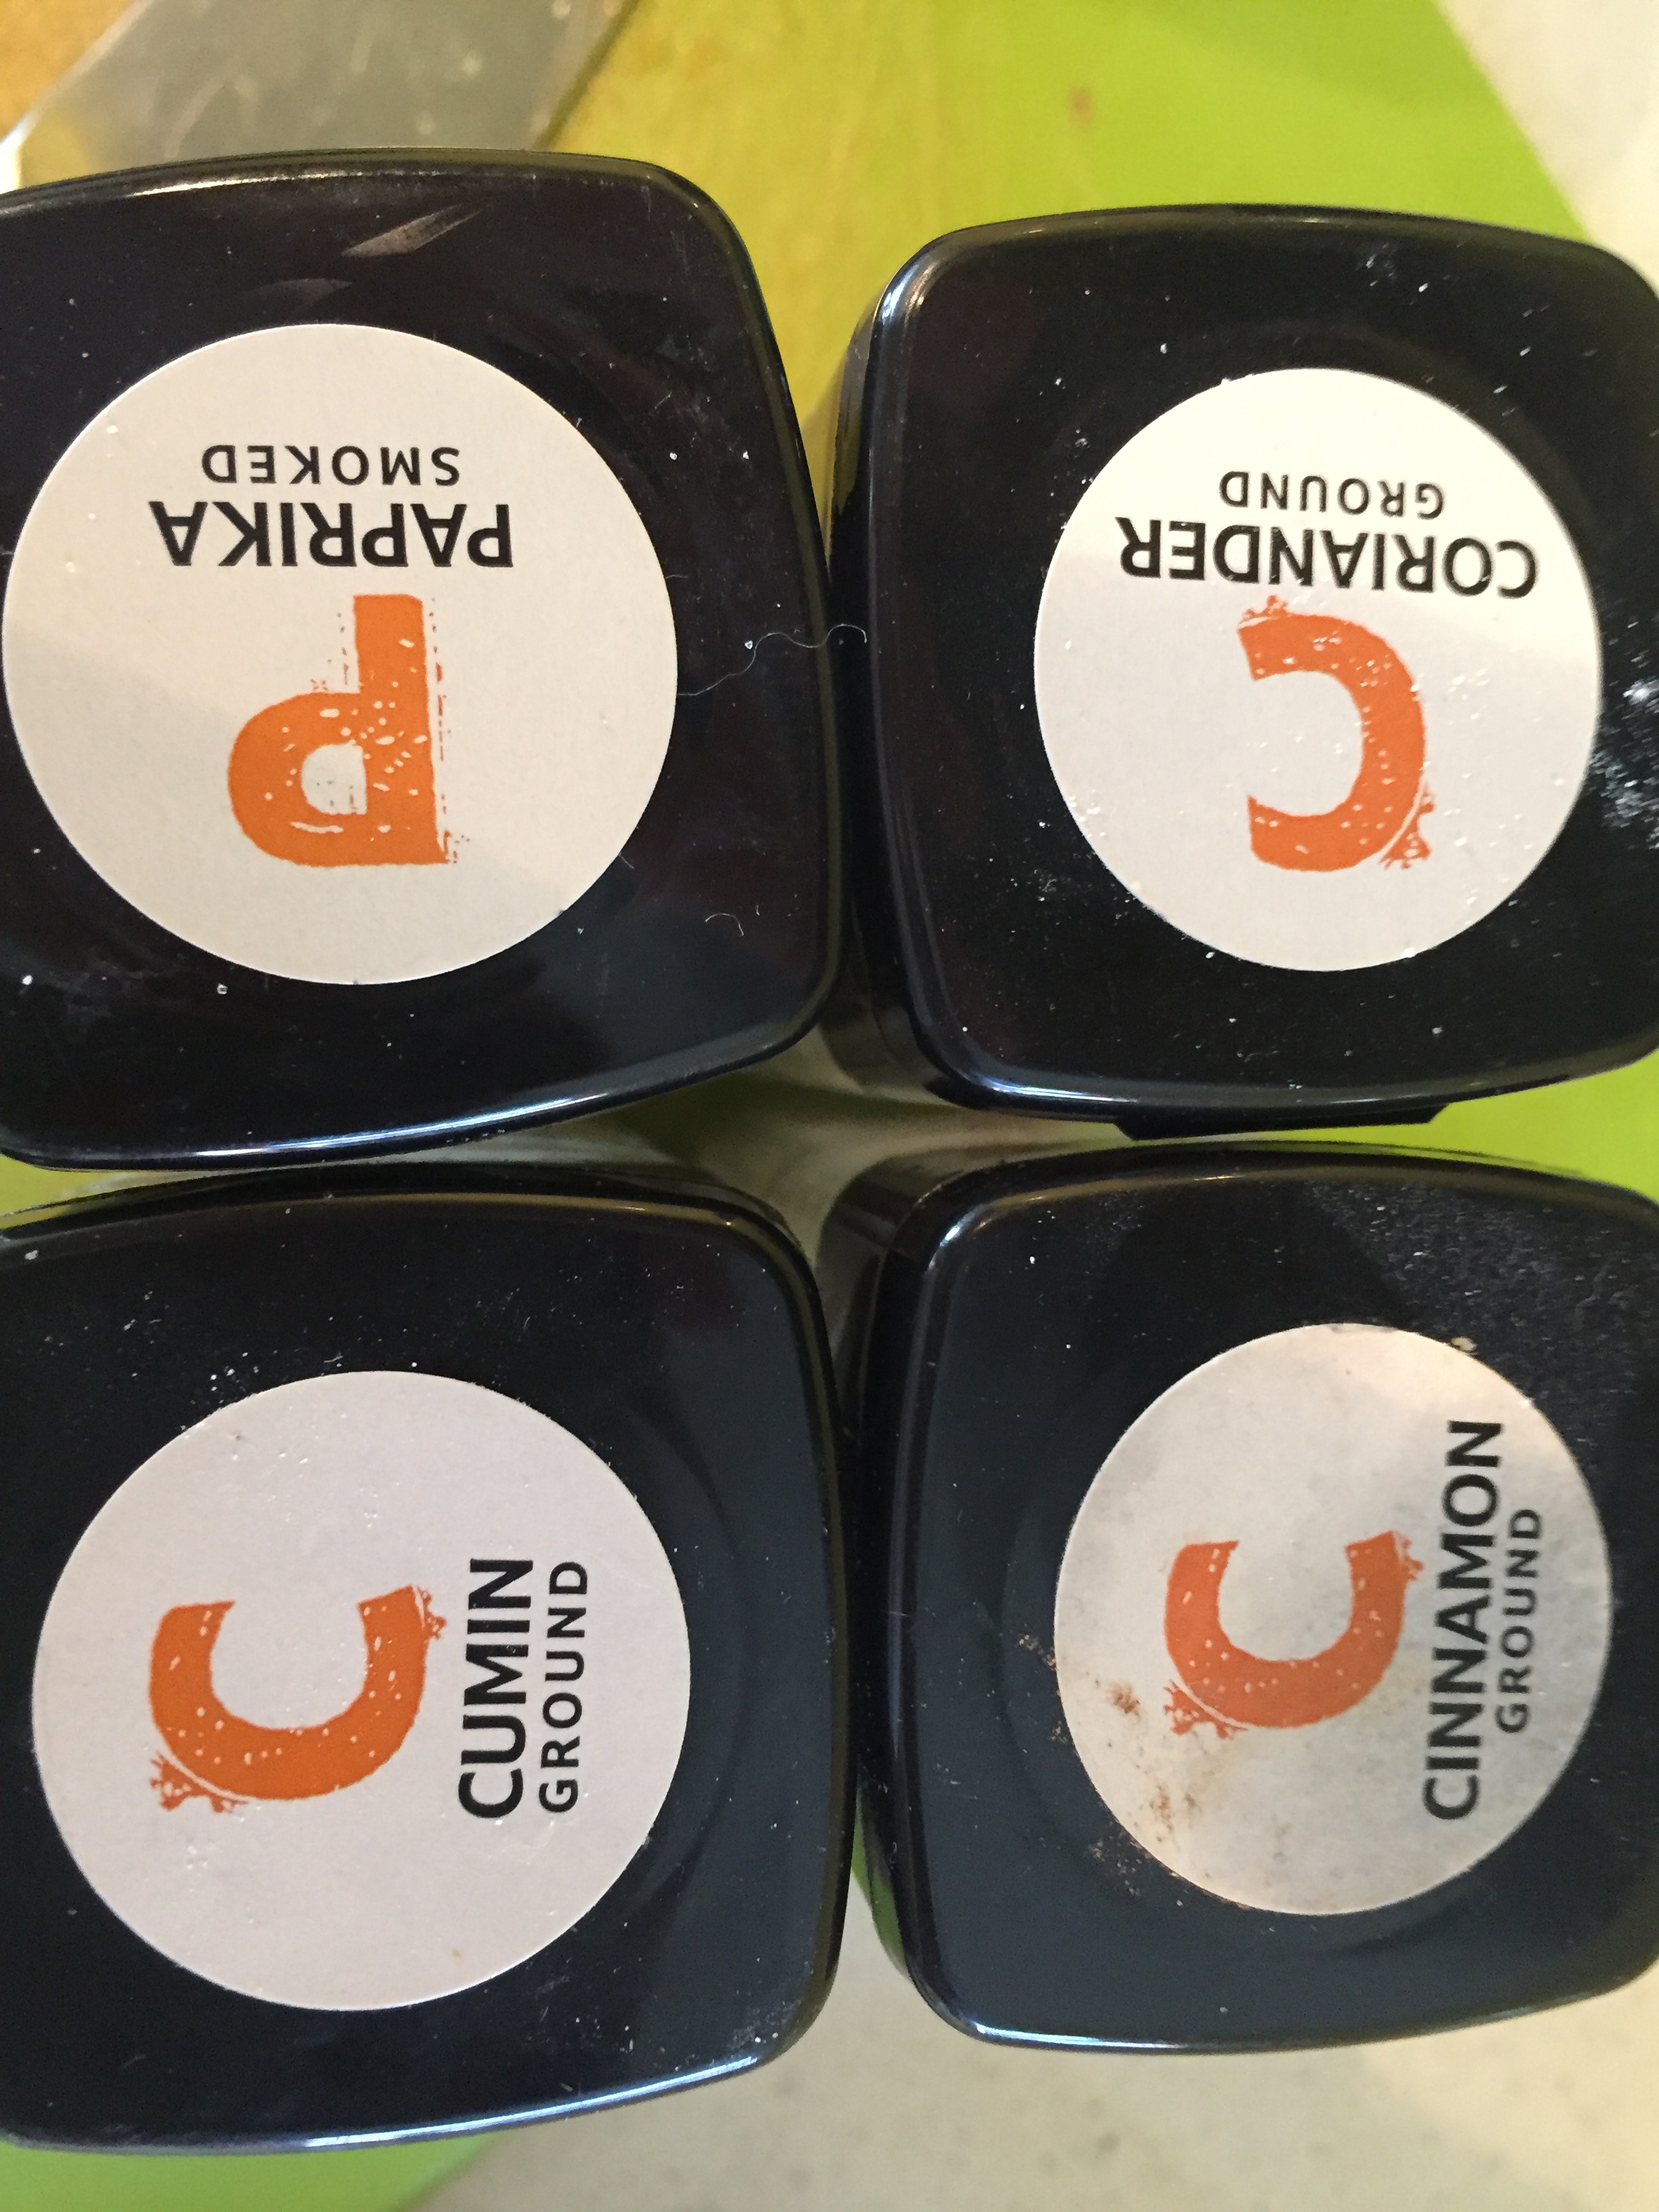 P
PAPRIKA
SMOKED
C
CORIANDER
GROUND
C
CUMIN
GROUND
C
CINNAMON
GROUND